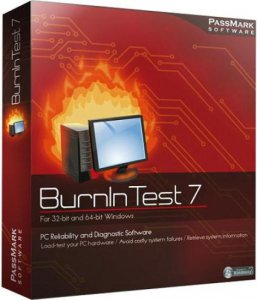 PASSMARK
SOFTWARE
BurnInTest 7
For 32-bit and 64-bit Windows
PC Reliability and Diagnostic Software
Load-test your PC hardware / Avoid costly system failures / Retrieve system information
BurnInTest 7
PASSMARK
SOFTWARE